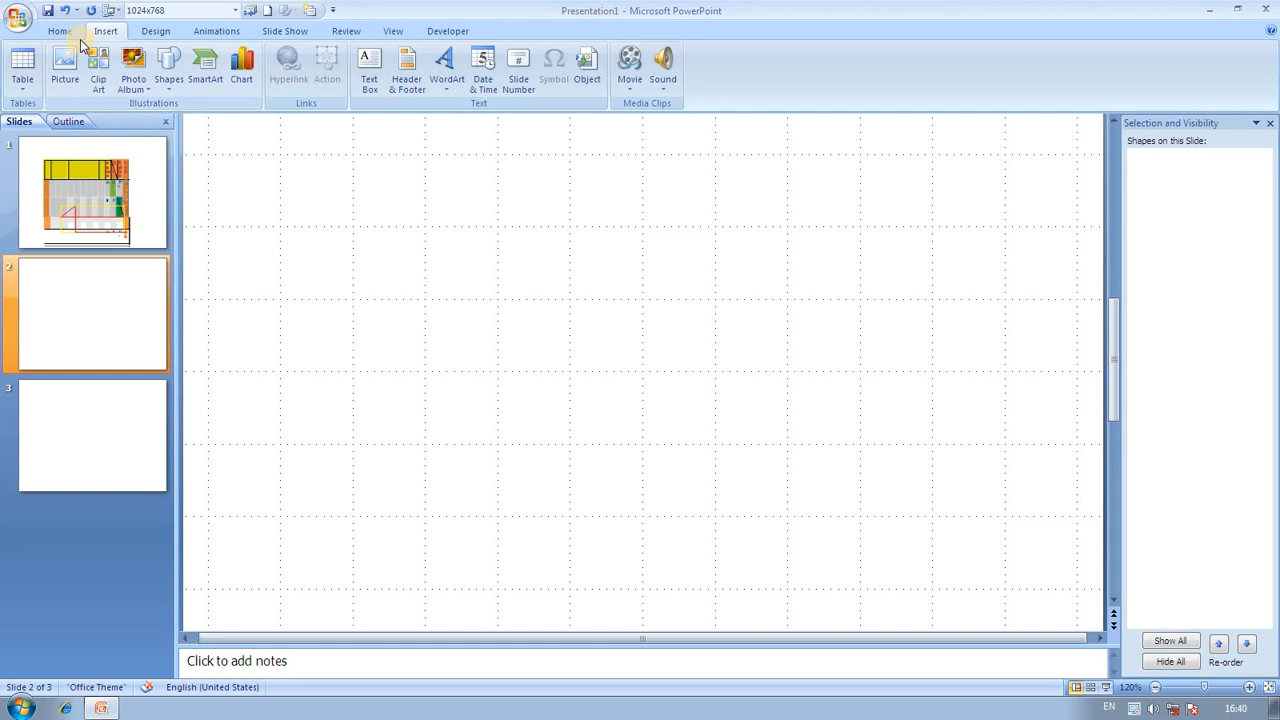 1024x768
Presentation1 - Microsoft PowerPoint
Home Insert Design Animations Slide Show Review View Developer
Table Picture Clip Art Photo Album Shapes SmartArt Chart Hyperlink Action Text Box Header & Footer WordArt Date & Time Slide Number Symbol Object Movie Sound
Tables Illustrations Links Text Media Clips
Slides Outline
Selection and Visibility
Shapes on this Slide:
1
2
3
Show All
Hide All
Re-order
Click to add notes
Slide 2 of 3 "Office Theme" English (United States) 120%
EN 16:40